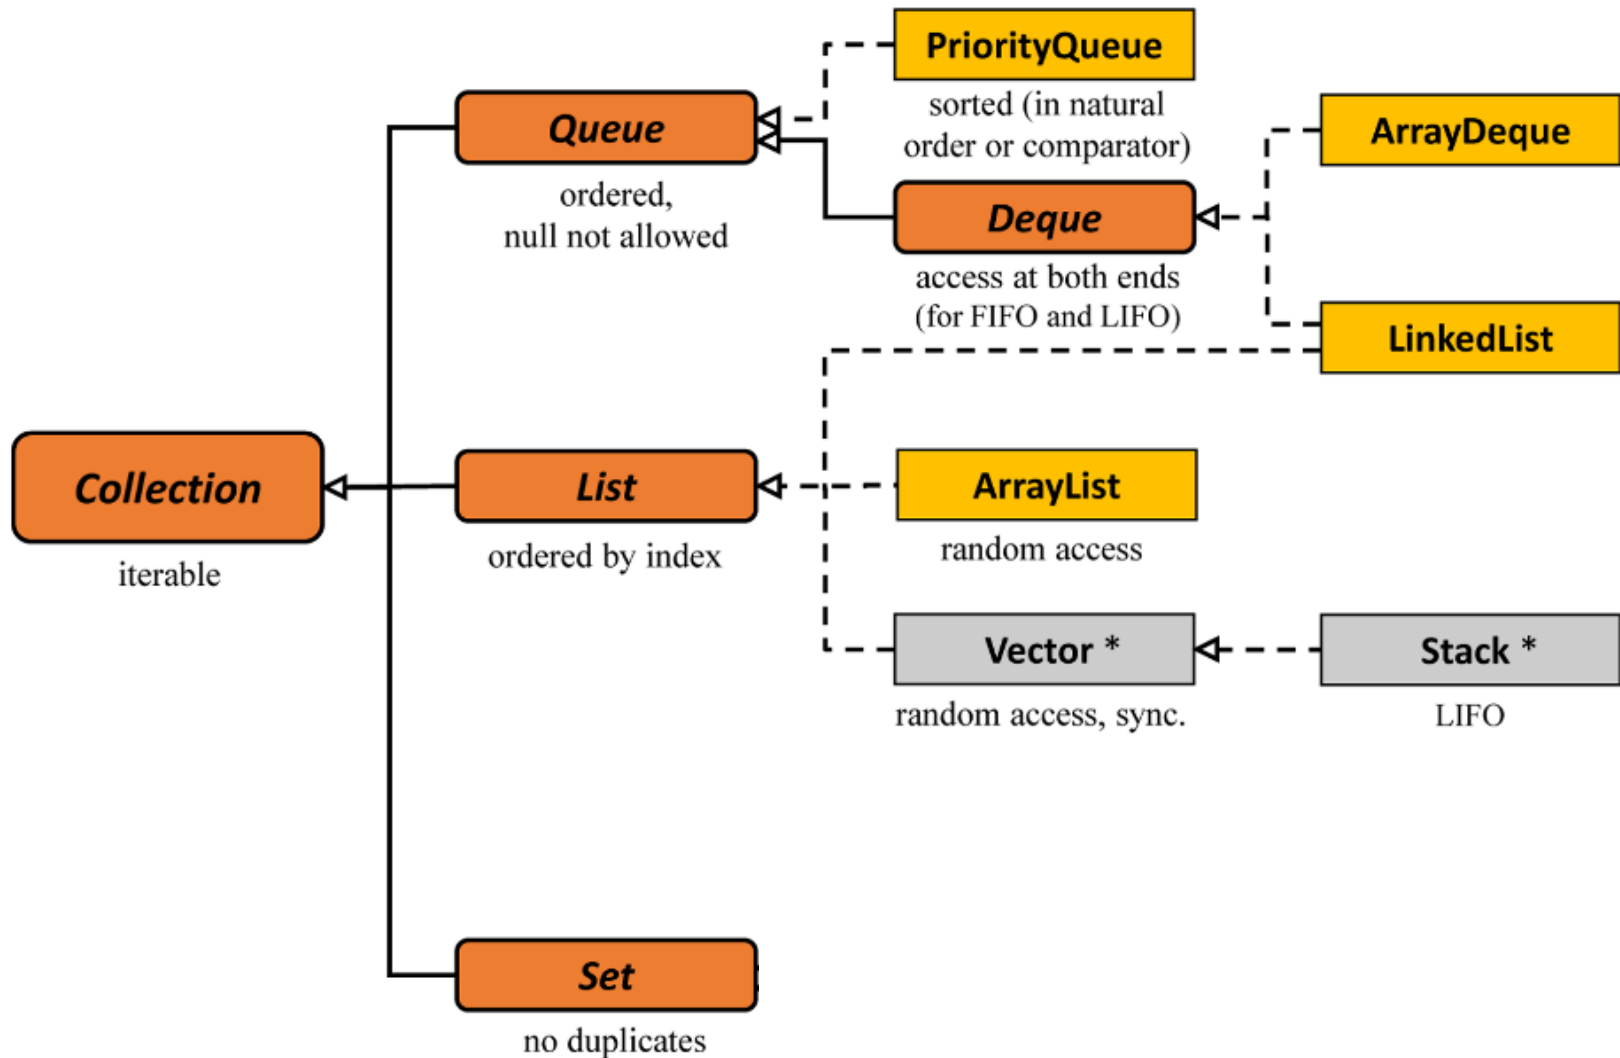 PriorityQueue
sorted (in natural
order or comparator)
Queue
ordered,
null not allowed
ArrayDeque
Deque
access at both ends
(for FIFO and LIFO)
LinkedList
Collection
iterable
List
ordered by index
ArrayList
random access
Vector *
random access, sync.
Stack *
LIFO
Set
no duplicates